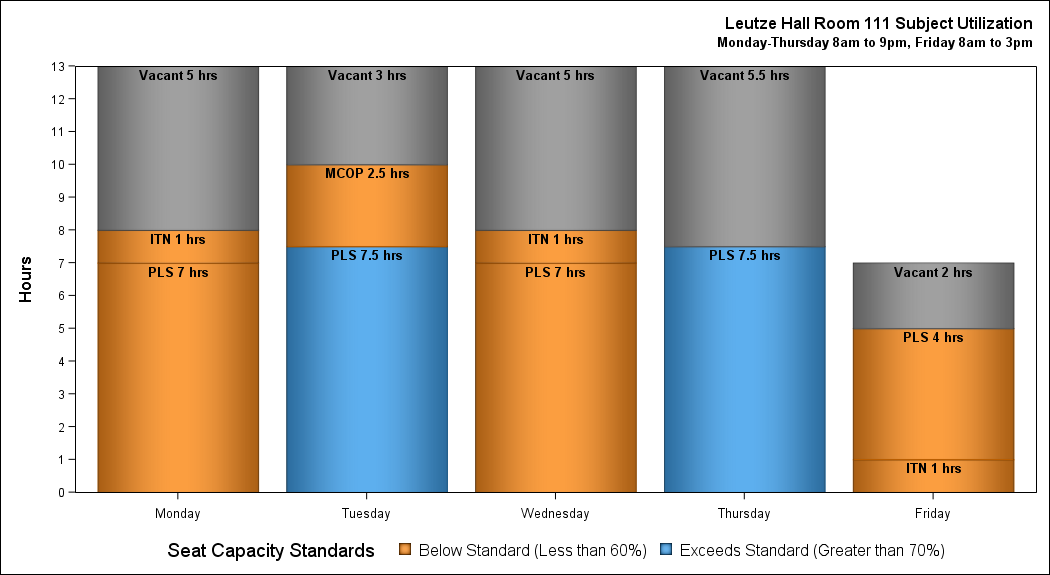 Leutze Hall Room 111 Subject Utilization
Monday-Thursday 8am to 9pm, Friday 8am to 3pm
Hours
13
12
11
10
9
8
7
6
5
4
3
2
1
0
Vacant 5 hrs
ITN 1 hrs
PLS 7 hrs
Vacant 3 hrs
MCOP 2.5 hrs
PLS 7.5 hrs
Vacant 5 hrs
ITN 1 hrs
PLS 7 hrs
Vacant 5.5 hrs
PLS 7.5 hrs
Vacant 2 hrs
PLS 4 hrs
ITN 1 hrs
Monday Tuesday Wednesday Thursday Friday
Seat Capacity Standards Below Standard (Less than 60%) Exceeds Standard (Greater than 70%)